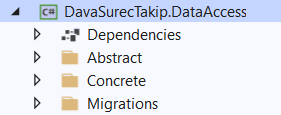 C# DavaSurecTakip.DataAccess
Dependencies
Abstract
Concrete
Migrations